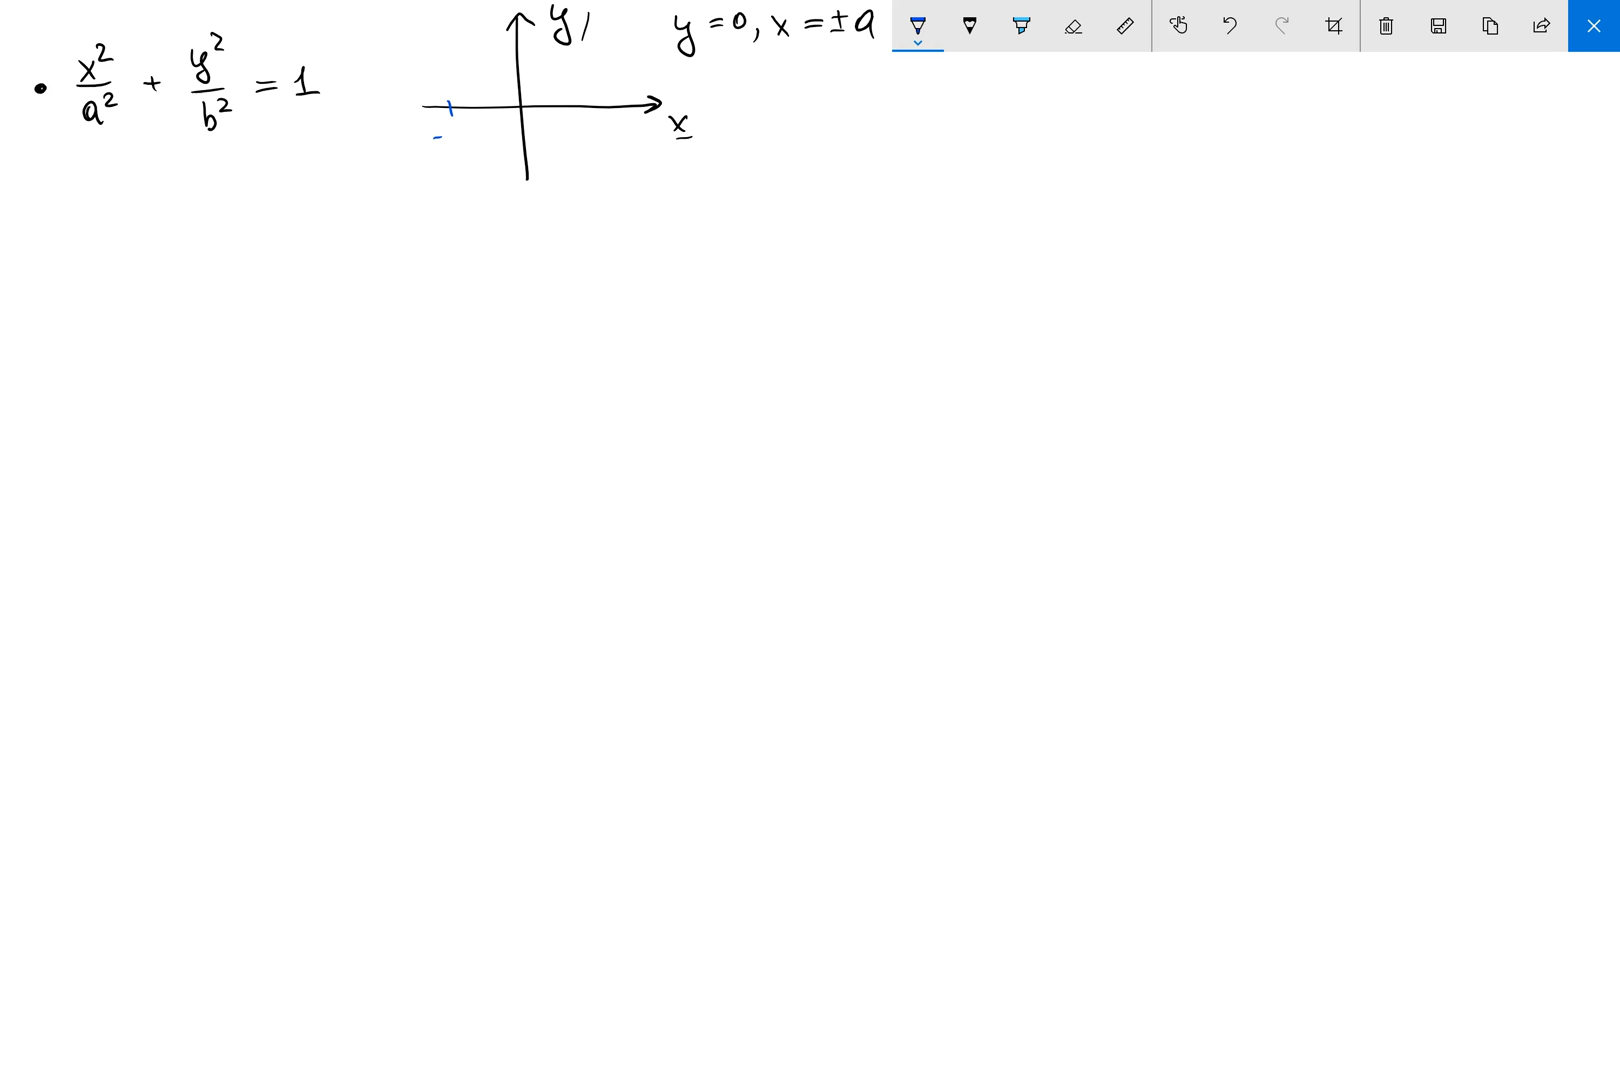 • x²/a² + y²/b² = 1
y,
x
-
y = 0, x = ± a